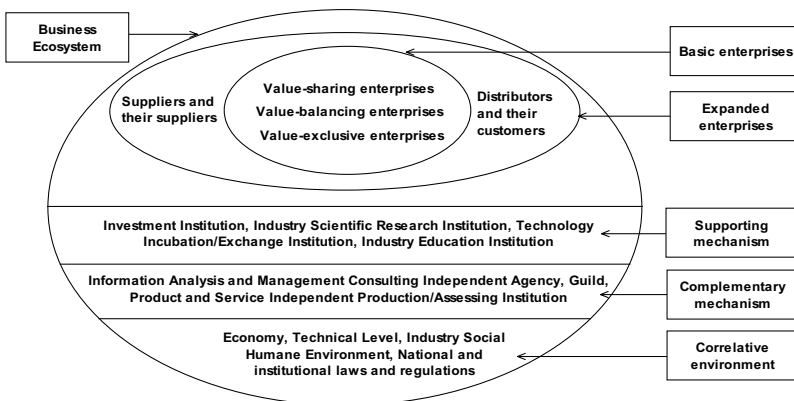 Business
Ecosystem
Basic enterprises
Value-sharing enterprises
Value-balancing enterprises
Value-exclusive enterprises
Suppliers and
their suppliers
Distributors
and their
customers
Expanded
enterprises
Investment Institution, Industry Scientific Research Institution, Technology
Incubation/Exchange Institution, Industry Education Institution
Supporting
mechanism
Information Analysis and Management Consulting Independent Agency, Guild,
Product and Service Independent Production/Assessing Institution
Complementary
mechanism
Economy, Technical Level, Industry Social
Humane Environment, National and
institutional laws and regulations
Correlative
environment